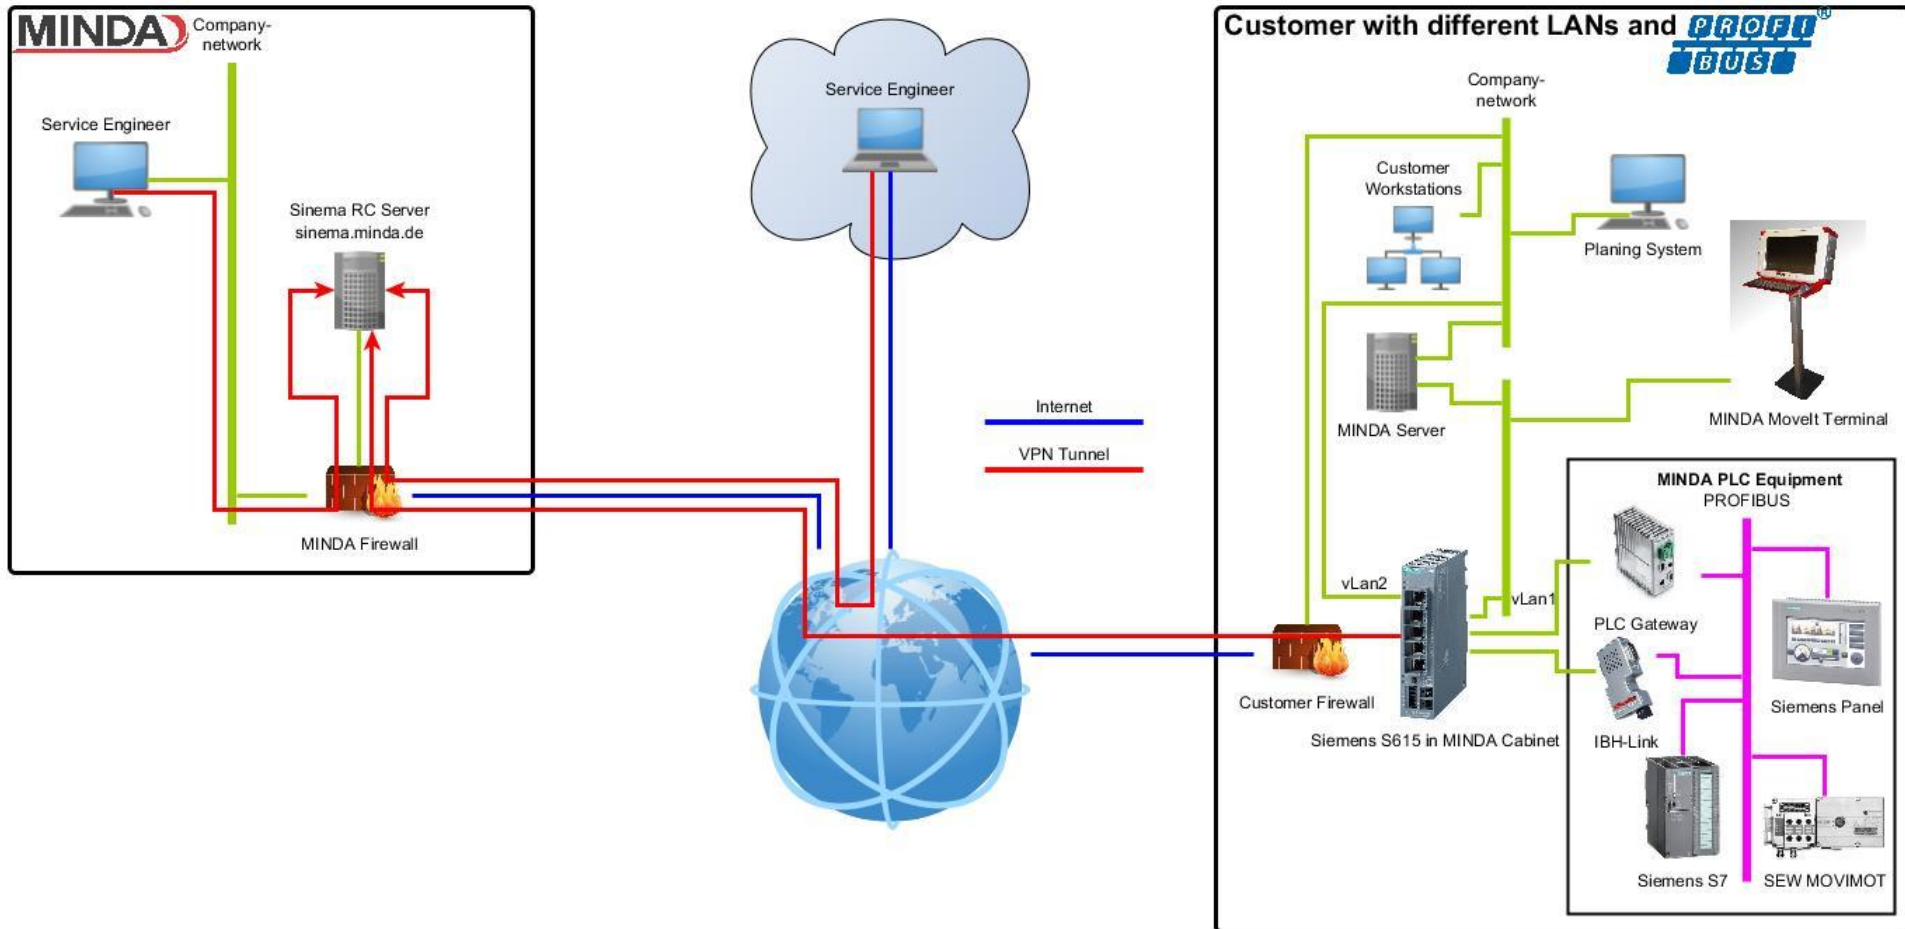 MINDA
Company-
network
Service Engineer
Sinema RC Server
sinema.minda.de
MINDA Firewall
Service Engineer
Internet
VPN Tunnel
Customer with different LANs and
PROFI®
BUS
Company-
network
Customer
Workstations
Planing System
MINDA Server
MINDA MoveIt Terminal
vLan2
vLan1
Customer Firewall
Siemens S615 in MINDA Cabinet
MINDA PLC Equipment
PROFIBUS
PLC Gateway
IBH-Link
Siemens Panel
Siemens S7
SEW MOVIMOT